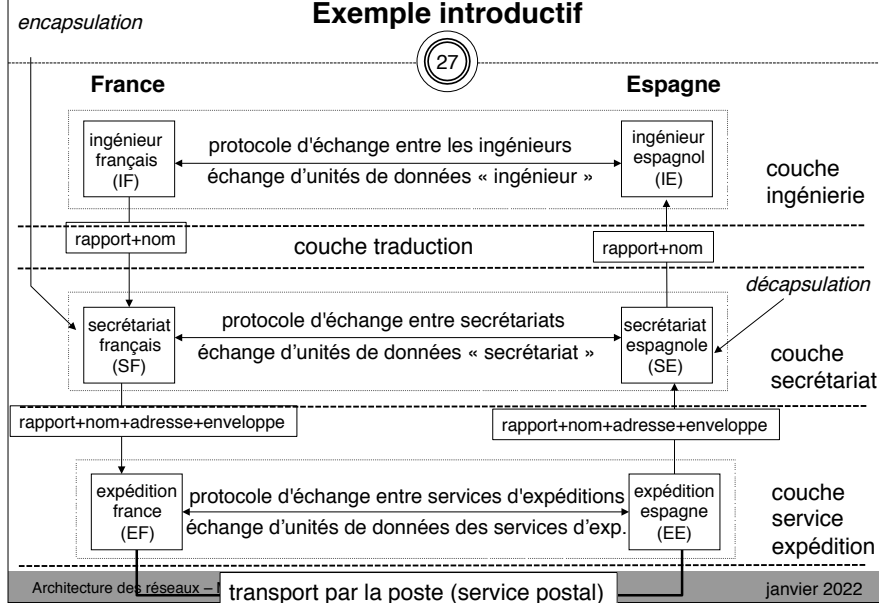 encapsulation
Exemple introductif
27
France
Espagne
ingénieur
français
(IF)
protocole d'échange entre les ingénieurs
échange d’unités de données « ingénieur »
ingénieur
espagnol
(IE)
couche
ingénierie
rapport+nom
couche traduction
rapport+nom
décapsulation
secrétariat
français
(SF)
protocole d'échange entre secrétariats
échange d’unités de données « secrétariat »
secrétariat
espagnole
(SE)
couche
secrétariat
rapport+nom+adresse+enveloppe
rapport+nom+adresse+enveloppe
expédition
france
(EF)
protocole d'échange entre services d'expéditions
échange d’unités de données des services d’exp.
expédition
espagne
(EE)
couche
service
expédition
Architecture des réseaux –
transport par la poste (service postal)
janvier 2022